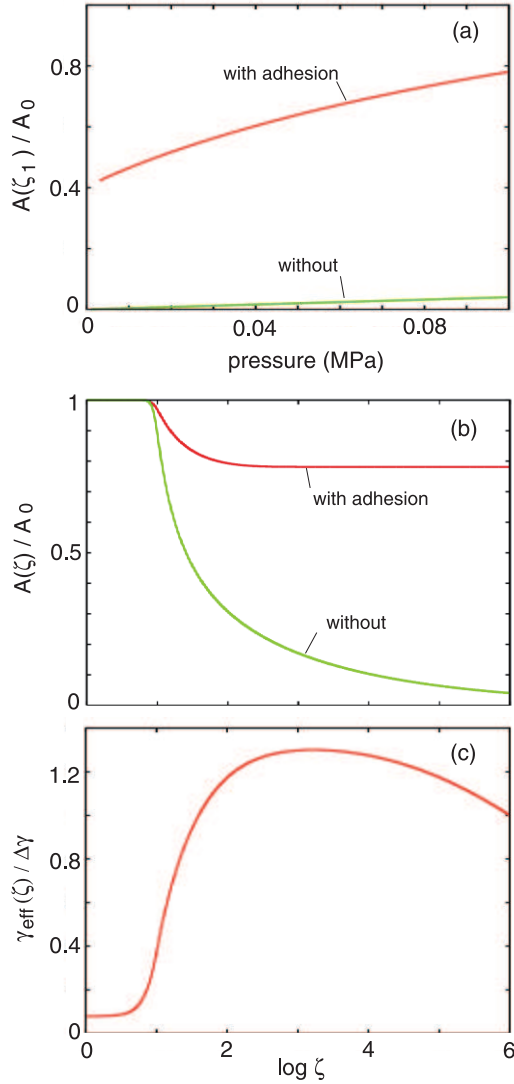 (a)
0.8
with adhesion
A(ζ₁) / A₀
0.4
without
0
0 0.04 0.08
pressure (MPa)
1
(b)
with adhesion
A(ζ) / A₀
0.5
without
0
(c)
1.2
γeff(ζ) / Δγ
0.8
0.4
0
0 2 4 6
log ζ